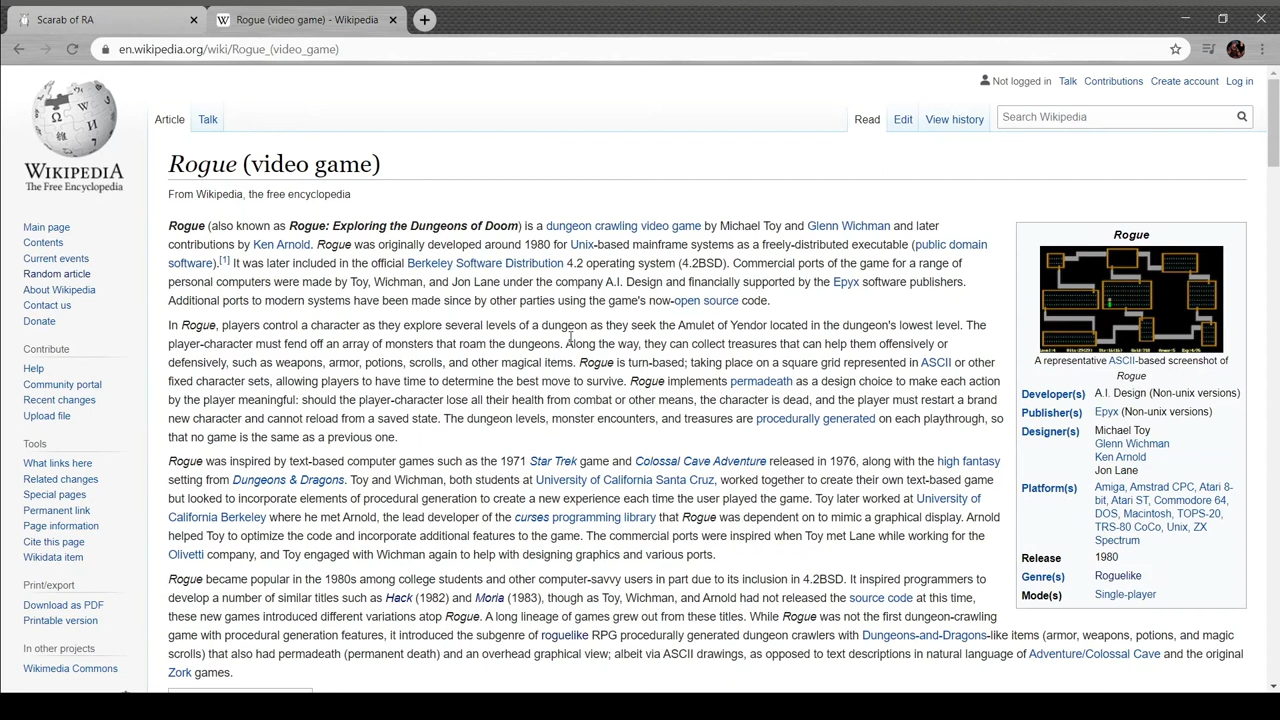 Scarab of RA
Rogue (video game) - Wikipedia
en.wikipedia.org/wiki/Rogue_(video_game)
Not logged in Talk Contributions Create account Log in
Article Talk Read Edit View history Search Wikipedia
WIKIPEDIA
The Free Encyclopedia
Main page
Contents
Current events
Random article
About Wikipedia
Contact us
Donate
Contribute
Help
Community portal
Recent changes
Upload file
Tools
What links here
Related changes
Special pages
Permanent link
Page information
Cite this page
Wikidata item
Print/export
Download as PDF
Printable version
In other projects
Wikimedia Commons
Rogue (video game)
From Wikipedia, the free encyclopedia
Rogue (also known as Rogue: Exploring the Dungeons of Doom) is a dungeon crawling video game by Michael Toy and Glenn Wichman and later
contributions by Ken Arnold. Rogue was originally developed around 1980 for Unix-based mainframe systems as a freely-distributed executable (public domain
software).[1] It was later included in the official Berkeley Software Distribution 4.2 operating system (4.2BSD). Commercial ports of the game for a range of
personal computers were made by Toy, Wichman, and Jon Lane under the company A.I. Design and financially supported by the Epyx software publishers.
Additional ports to modern systems have been made since by other parties using the game's now-open source code.
In Rogue, players control a character as they explore several levels of a dungeon as they seek the Amulet of Yendor located in the dungeon's lowest level. The
player-character must fend off an array of monsters that roam the dungeons. Along the way, they can collect treasures that can help them offensively or
defensively, such as weapons, armor, potions, scrolls, and other magical items. Rogue is turn-based; taking place on a square grid represented in ASCII or other
fixed character sets, allowing players to have time to determine the best move to survive. Rogue implements permadeath as a design choice to make each action
by the player meaningful: should the player-character lose all their health from combat or other means, the character is dead, and the player must restart a brand
new character and cannot reload from a saved state. The dungeon levels, monster encounters, and treasures are procedurally generated on each playthrough, so
that no game is the same as a previous one.
Rogue was inspired by text-based computer games such as the 1971 Star Trek game and Colossal Cave Adventure released in 1976, along with the high fantasy
setting from Dungeons & Dragons. Toy and Wichman, both students at University of California Santa Cruz, worked together to create their own text-based game
but looked to incorporate elements of procedural generation to create a new experience each time the user played the game. Toy later worked at University of
California Berkeley where he met Arnold, the lead developer of the curses programming library that Rogue was dependent on to mimic a graphical display. Arnold
helped Toy to optimize the code and incorporate additional features to the game. The commercial ports were inspired when Toy met Lane while working for the
Olivetti company, and Toy engaged with Wichman again to help with designing graphics and various ports.
Rogue became popular in the 1980s among college students and other computer-savvy users in part due to its inclusion in 4.2BSD. It inspired programmers to
develop a number of similar titles such as Hack (1982) and Moria (1983), though as Toy, Wichman, and Arnold had not released the source code at this time,
these new games introduced different variations atop Rogue. A long lineage of games grew out from these titles. While Rogue was not the first dungeon-crawling
game with procedural generation features, it introduced the subgenre of roguelike RPG procedurally generated dungeon crawlers with Dungeons-and-Dragons-like items (armor, weapons, potions, and magic
scrolls) that also had permadeath (permanent death) and an overhead graphical view; albeit via ASCII drawings, as opposed to text descriptions in natural language of Adventure/Colossal Cave and the original
Zork games.
Rogue
A representative ASCII-based screenshot of
Rogue
Developer(s) A.I. Design (Non-unix versions)
Publisher(s) Epyx (Non-unix versions)
Designer(s) Michael Toy
Glenn Wichman
Ken Arnold
Jon Lane
Platform(s) Amiga, Amstrad CPC, Atari 8-
bit, Atari ST, Commodore 64,
DOS, Macintosh, TOPS-20,
TRS-80 CoCo, Unix, ZX
Spectrum
Release 1980
Genre(s) Roguelike
Mode(s) Single-player